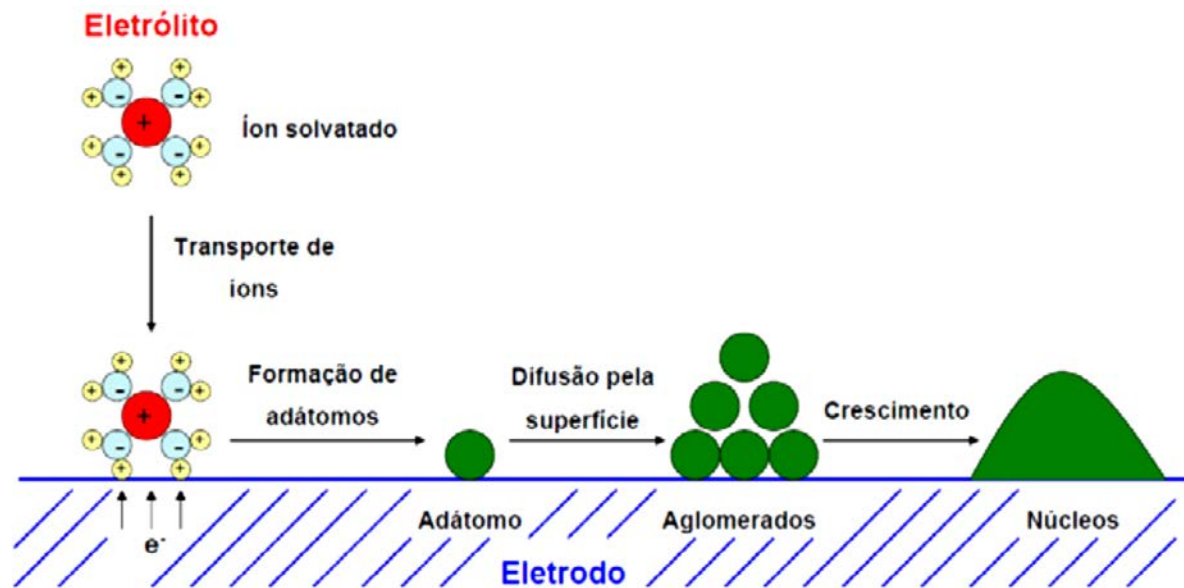 Eletrólito
+ +
+ - - +
+
+ - - +
+ +
Íon solvatado
Transporte de
íons
+ +
+ - - +
+
+ - - +
+ +
e-
Formação de
adátomos
Adátomo
Difusão pela
superfície
Aglomerados
Crescimento
Núcleos
Eletrodo